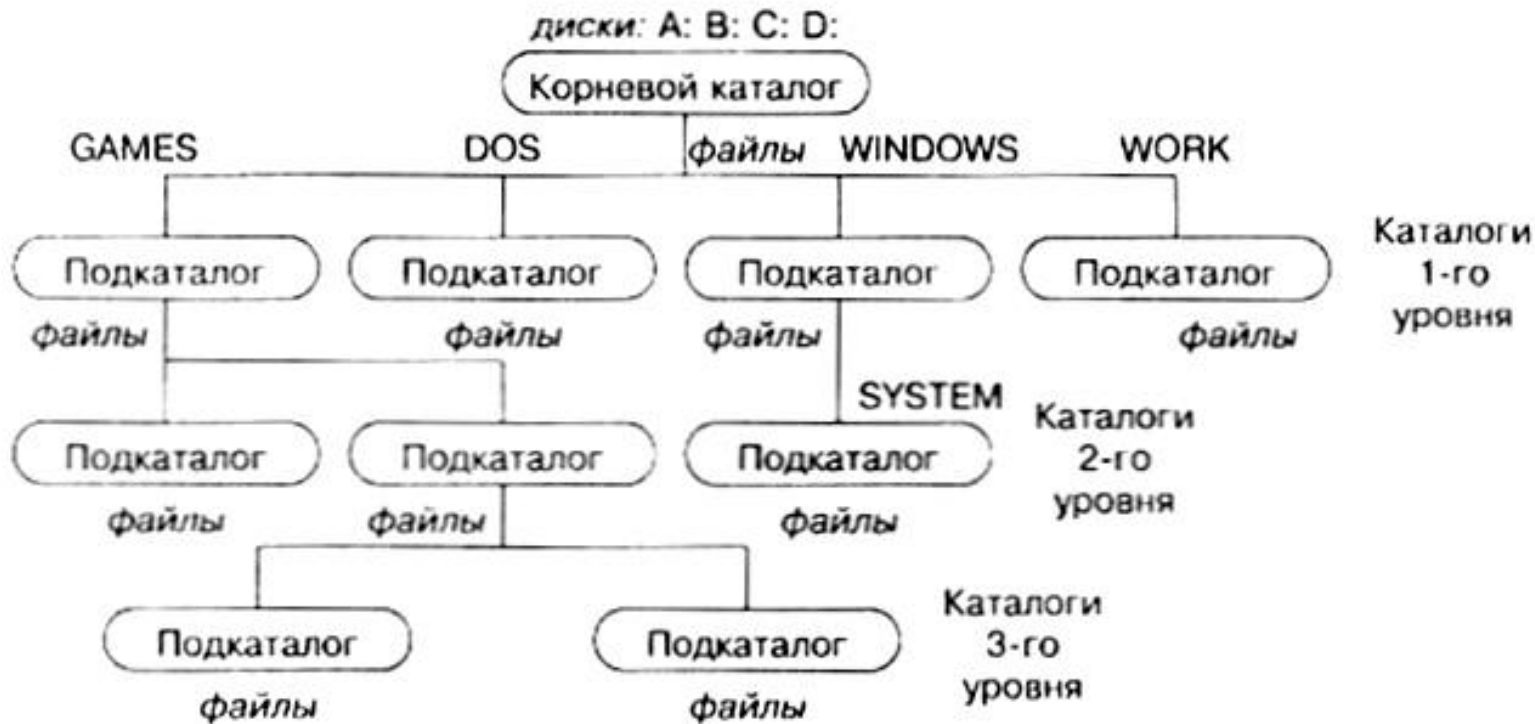 диски: A: B: C: D:
Корневой каталог
GAMES DOS файлы WINDOWS WORK
Подкаталог Подкаталог Подкаталог Подкаталог
Каталоги
1-го
уровня
файлы файлы файлы файлы
SYSTEM
Подкаталог Подкаталог Подкаталог
Каталоги
2-го
уровня
файлы файлы файлы
Подкаталог Подкаталог
Каталоги
3-го
уровня
файлы файлы